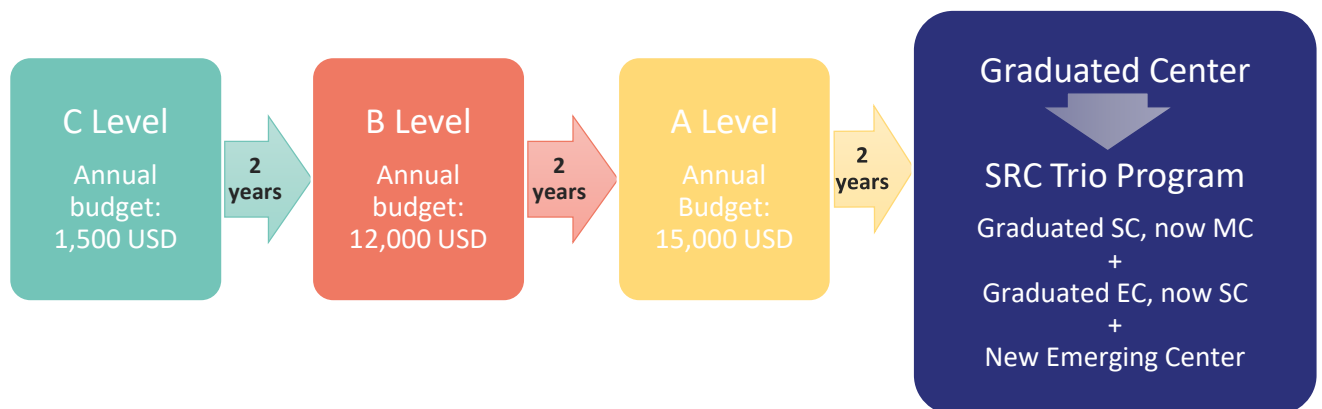 C Level
Annual
budget:
1,500 USD
2
years
B Level
Annual
budget:
12,000 USD
2
years
A Level
Annual
Budget:
15,000 USD
2
years
Graduated Center
SRC Trio Program
Graduated SC, now MC
+
Graduated EC, now SC
+
New Emerging Center